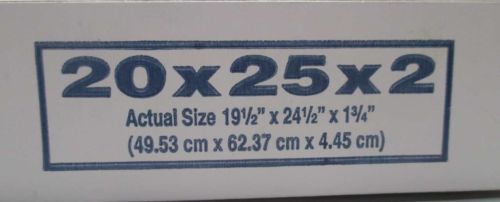 20x25x2
Actual Size 19½" x 24½" x 1¾"
(49.53 cm x 62.37 cm x 4.45 cm)